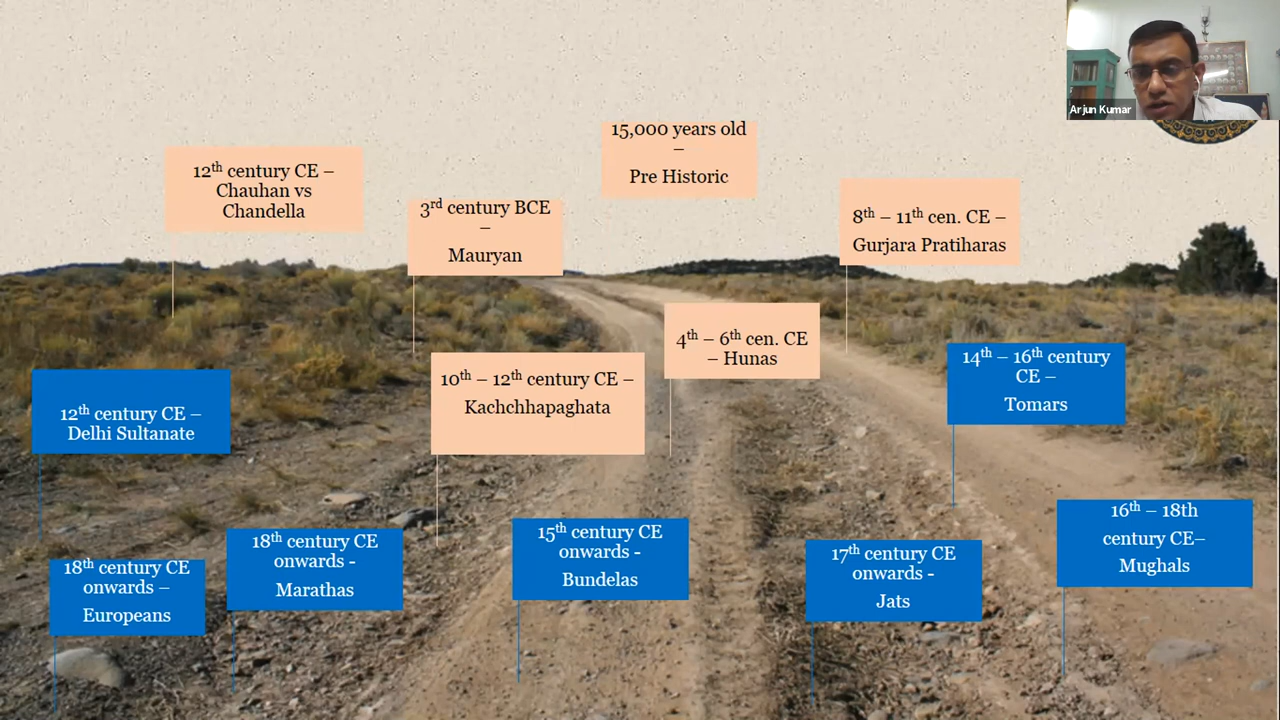 Arjun Kumar
15,000 years old
–
Pre Historic
12th century CE –
Chauhan vs
Chandella
3rd century BCE
–
Mauryan
8th – 11th cen. CE –
Gurjara Pratiharas
4th – 6th cen. CE
– Hunas
10th – 12th century CE –
Kachchhapaghata
14th – 16th century
CE –
Tomars
12th century CE –
Delhi Sultanate
18th century CE
onwards –
Europeans
18th century CE
onwards -
Marathas
15th century CE
onwards -
Bundelas
17th century CE
onwards -
Jats
16th – 18th
century CE–
Mughals